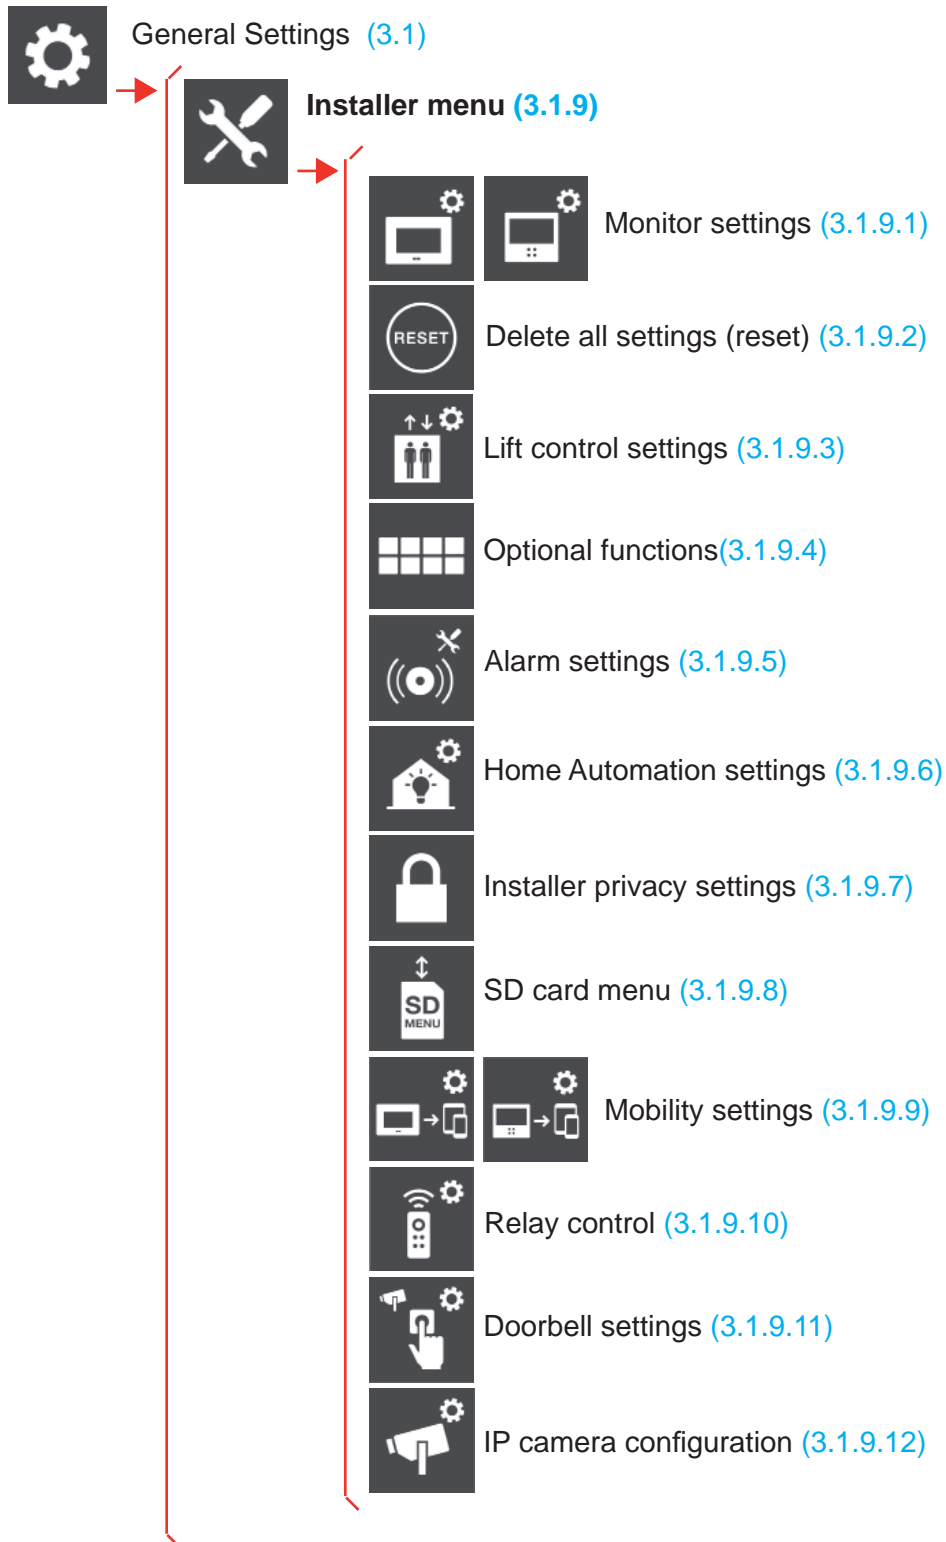 General Settings (3.1)
Installer menu (3.1.9)
Monitor settings (3.1.9.1)
RESET
Delete all settings (reset) (3.1.9.2)
Lift control settings (3.1.9.3)
Optional functions(3.1.9.4)
Alarm settings (3.1.9.5)
Home Automation settings (3.1.9.6)
Installer privacy settings (3.1.9.7)
SD
MENU
SD card menu (3.1.9.8)
Mobility settings (3.1.9.9)
Relay control (3.1.9.10)
Doorbell settings (3.1.9.11)
IP camera configuration (3.1.9.12)